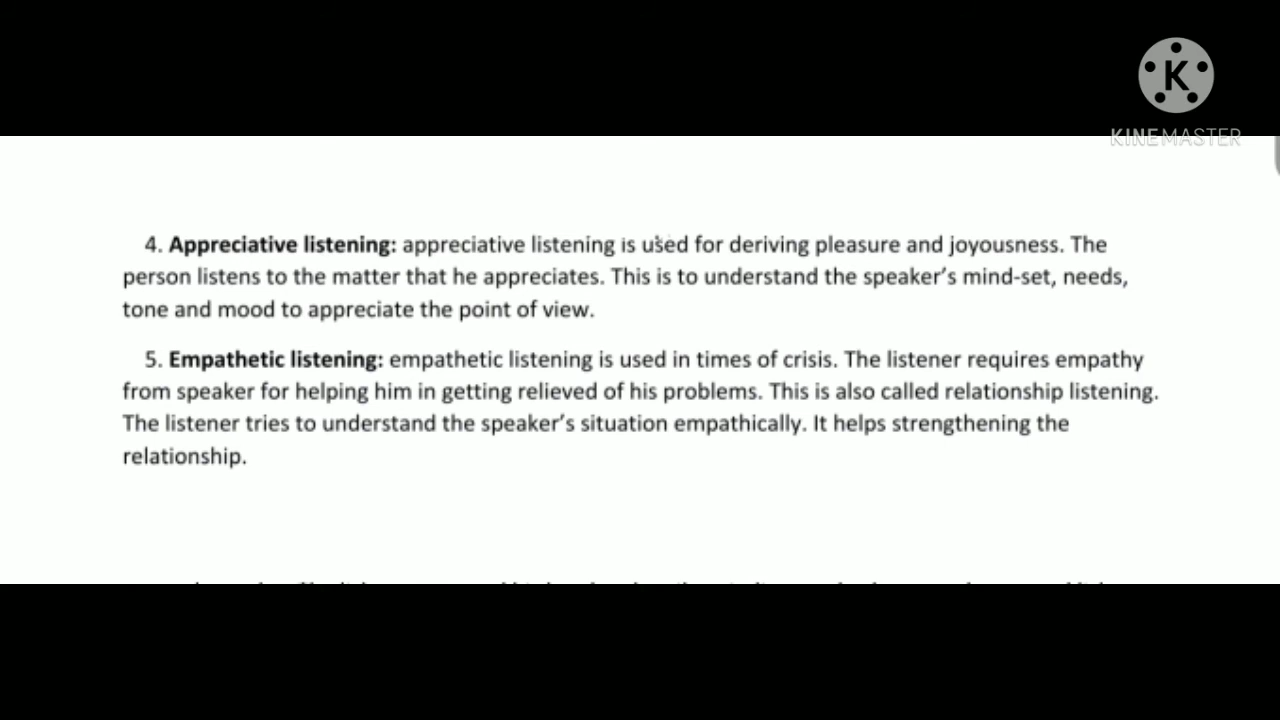 K
KINEMASTER
4. Appreciative listening: appreciative listening is used for deriving pleasure and joyousness. The
person listens to the matter that he appreciates. This is to understand the speaker's mind-set, needs,
tone and mood to appreciate the point of view.
5. Empathetic listening: empathetic listening is used in times of crisis. The listener requires empathy
from speaker for helping him in getting relieved of his problems. This is also called relationship listening.
The listener tries to understand the speaker's situation empathically. It helps strengthening the
relationship.